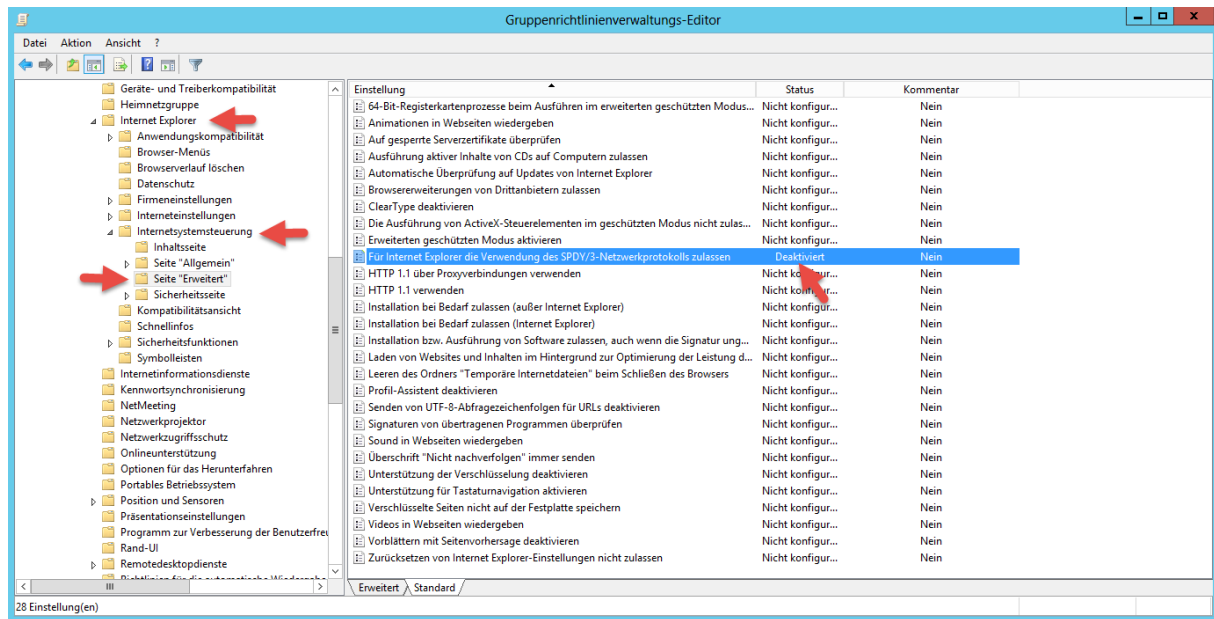 Gruppenrichtlinienverwaltungs-Editor
Datei Aktion Ansicht ?
Geräte- und Treiberkompatibilität
Heimnetzgruppe
Internet Explorer
Anwendungskompatibilität
Browser-Menüs
Browserverlauf löschen
Datenschutz
Firmeneinstellungen
Interneteinstellungen
Internetsystemsteuerung
Inhaltsseite
Seite "Allgemein"
Seite "Erweitert"
Sicherheitsseite
Kompatibilitätsansicht
Schnellinfos
Sicherheitsfunktionen
Symbolleisten
Internetinformationsdienste
Kennwortsynchronisierung
NetMeeting
Netzwerkprojektor
Netzwerkzugriffsschutz
Onlineunterstützung
Optionen für das Herunterfahren
Portables Betriebssystem
Position und Sensoren
Präsentationseinstellungen
Programm zur Verbesserung der Benutzerfreu
Rand-UI
Remotedesktopdienste
Einstellung Status Kommentar
64-Bit-Registerkartenprozesse beim Ausführen im erweiterten geschützten Modus... Nicht konfigur... Nein
Animationen in Webseiten wiedergeben Nicht konfigur... Nein
Auf gesperrte Serverzertifikate überprüfen Nicht konfigur... Nein
Ausführung aktiver Inhalte von CDs auf Computern zulassen Nicht konfigur... Nein
Automatische Überprüfung auf Updates von Internet Explorer Nicht konfigur... Nein
Browsererweiterungen von Drittanbietern zulassen Nicht konfigur... Nein
ClearType deaktivieren Nicht konfigur... Nein
Die Ausführung von ActiveX-Steuerelementen im geschützten Modus nicht zulas... Nicht konfigur... Nein
Erweiterten geschützten Modus aktivieren Nicht konfigur... Nein
Für Internet Explorer die Verwendung des SPDY/3-Netzwerkprotokolls zulassen Deaktiviert Nein
HTTP 1.1 über Proxyverbindungen verwenden Nicht konfigur... Nein
HTTP 1.1 verwenden Nicht konfigur... Nein
Installation bei Bedarf zulassen (außer Internet Explorer) Nicht konfigur... Nein
Installation bei Bedarf zulassen (Internet Explorer) Nicht konfigur... Nein
Installation bzw. Ausführung von Software zulassen, auch wenn die Signatur ung... Nicht konfigur... Nein
Laden von Websites und Inhalten im Hintergrund zur Optimierung der Leistung d... Nicht konfigur... Nein
Leeren des Ordners "Temporäre Internetdateien" beim Schließen des Browsers Nicht konfigur... Nein
Profil-Assistent deaktivieren Nicht konfigur... Nein
Senden von UTF-8-Abfragezeichenfolgen für URLs deaktivieren Nicht konfigur... Nein
Signaturen von übertragenen Programmen überprüfen Nicht konfigur... Nein
Sound in Webseiten wiedergeben Nicht konfigur... Nein
Überschrift "Nicht nachverfolgen" immer senden Nicht konfigur... Nein
Unterstützung der Verschlüsselung deaktivieren Nicht konfigur... Nein
Unterstützung für Tastaturnavigation aktivieren Nicht konfigur... Nein
Verschlüsselte Seiten nicht auf der Festplatte speichern Nicht konfigur... Nein
Videos in Webseiten wiedergeben Nicht konfigur... Nein
Vorblättern mit Seitenvorhersage deaktivieren Nicht konfigur... Nein
Zurücksetzen von Internet Explorer-Einstellungen nicht zulassen Nicht konfigur... Nein
Erweitert Standard
28 Einstellung(en)